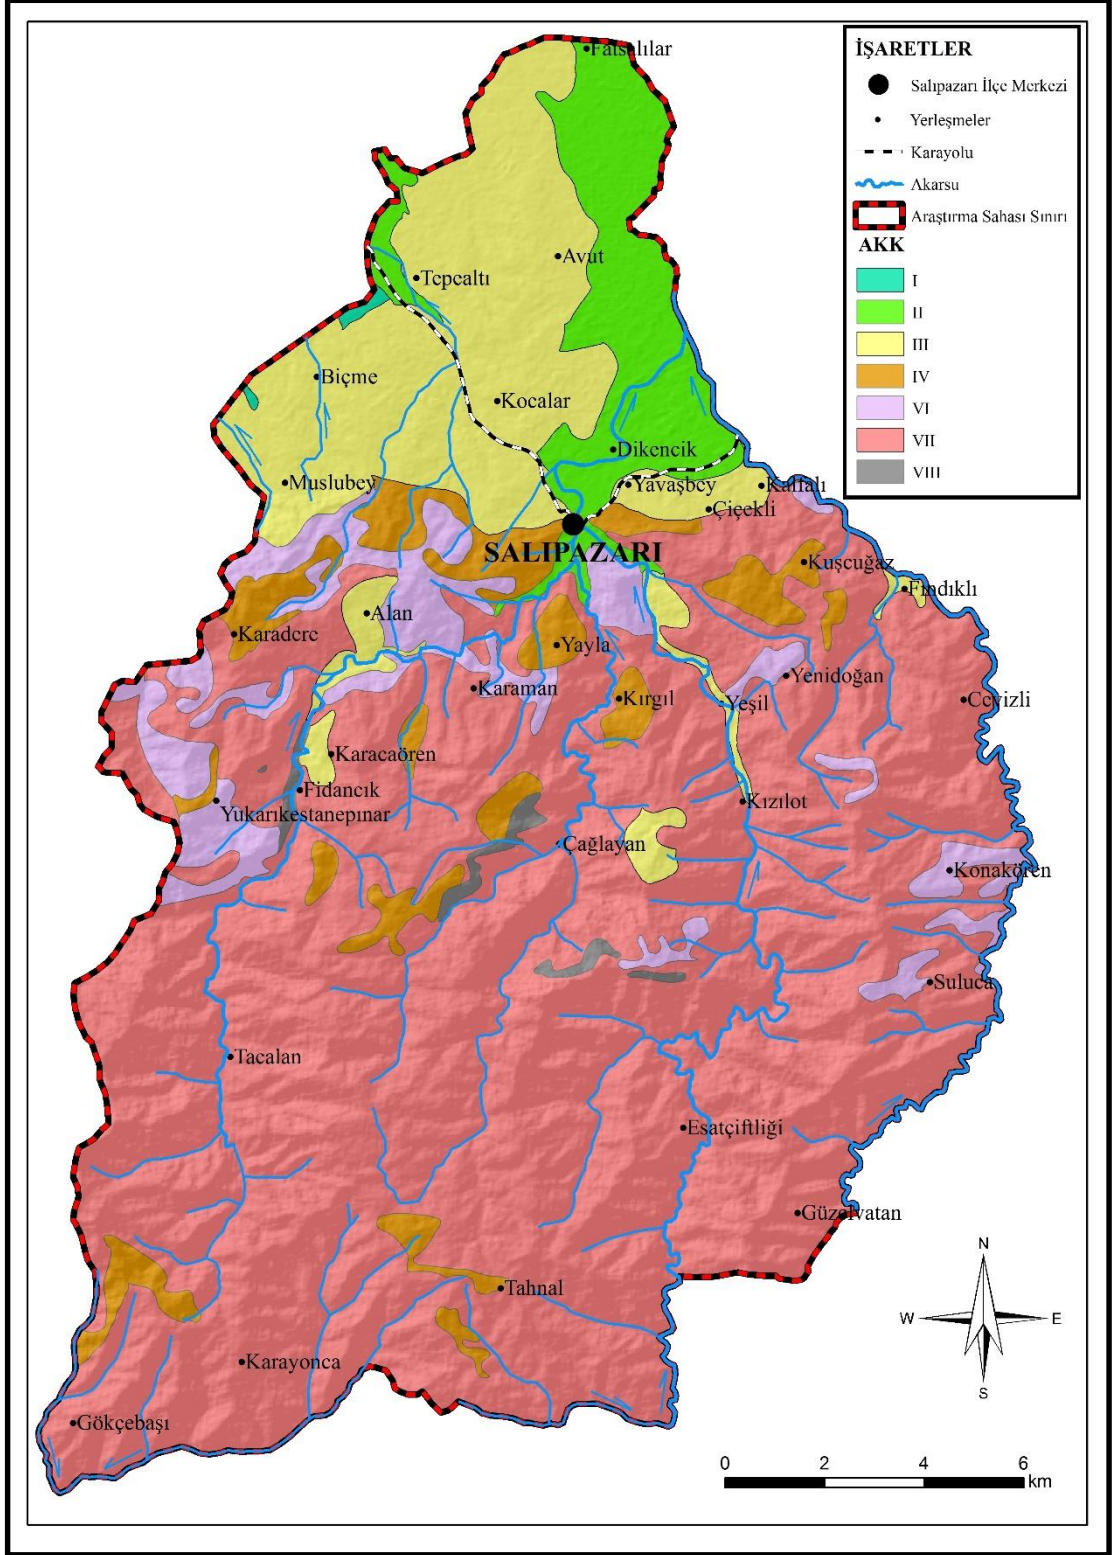 İŞARETLER
Salıpazarı İlçe Merkezi
Yerleşmeler
Karayolu
Akarsu
Araştırma Sahası Sınırı
AKK
I
II
III
IV
VI
VII
VIII
Fatsalılar
Avut
Tepealtı
Biçme
Kocalar
Dikencik
Muslubey
Yavaşbey
Kalfalı
Çiçekli
SALIPAZARI
Kuşcuğaz
Fındıklı
Alan
Karadere
Yayla
Yenidoğan
Karaman
Kırgıl
Yeşil
Cevizli
Karacaören
Fidancık
Yukarıkestanepınar
Kızılot
Çağlayan
Konakören
Suluca
Tacalan
Esatçiftliği
Güzelvatan
N
W
E
S
Tahnal
Karayonca
Gökçebaşı
0 2 4 6
km